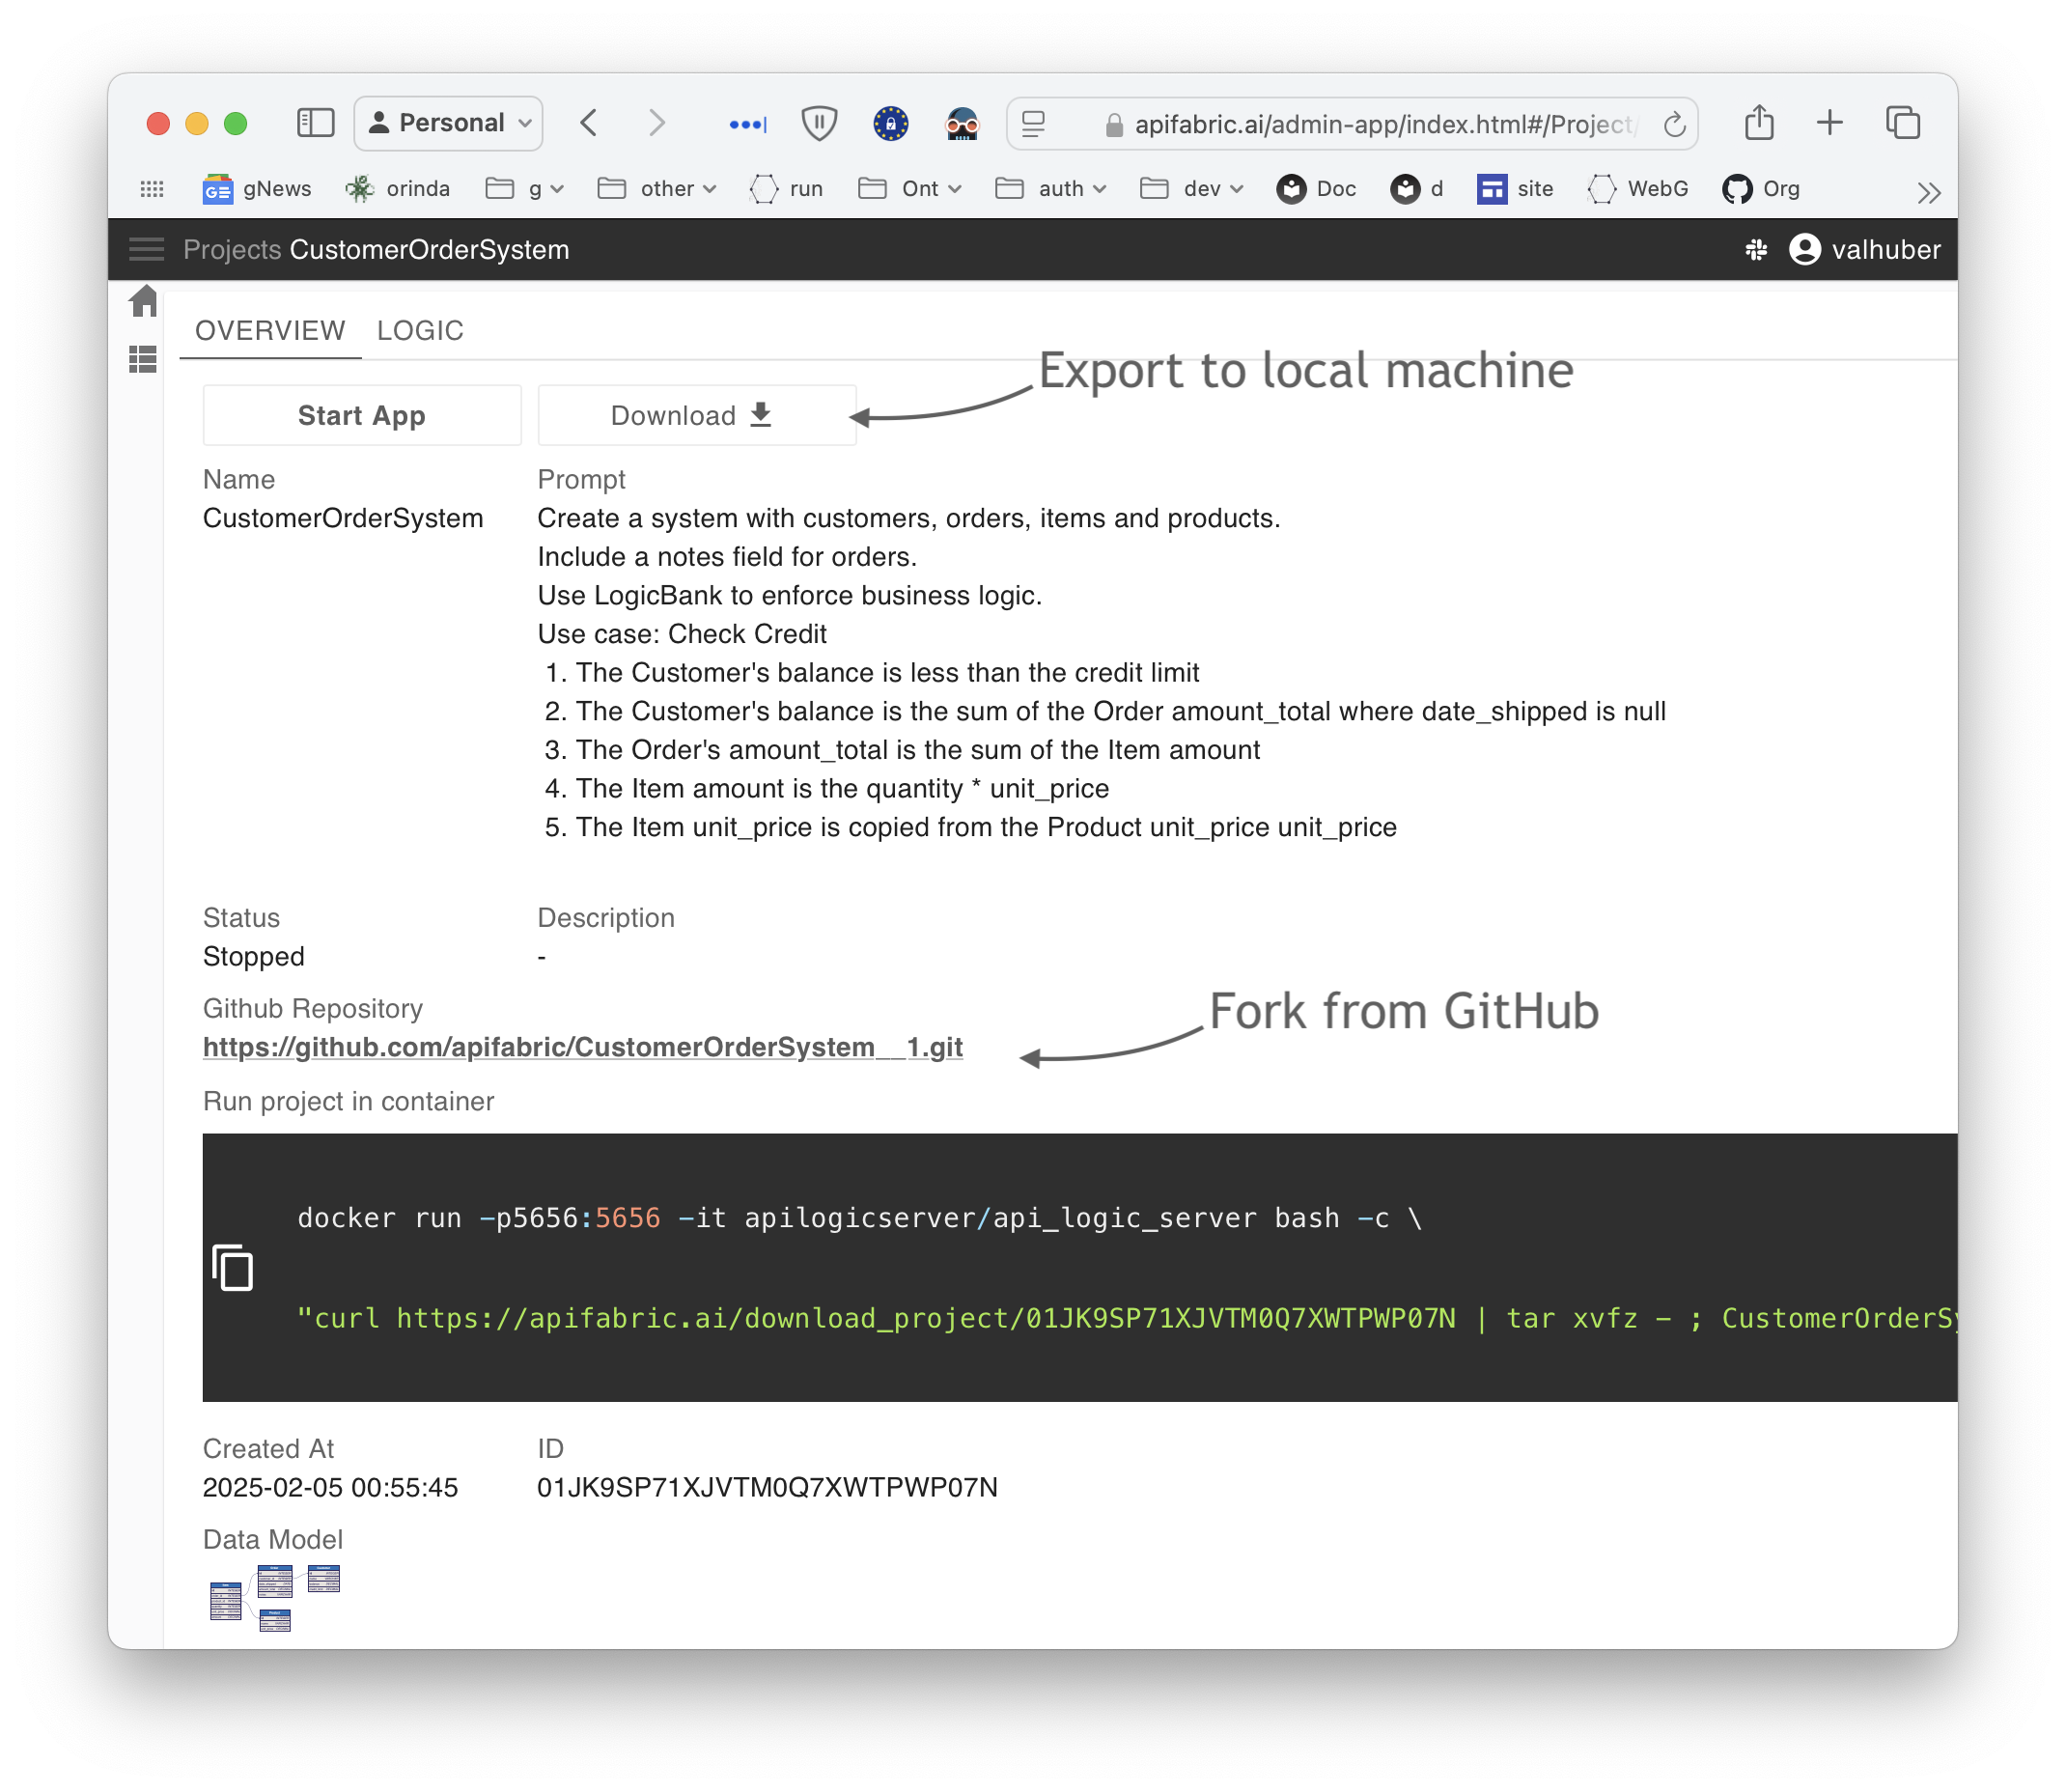 Personal
apifabric.ai/admin-app/index.html#/Project/
gNews orinda g other run Ont auth dev Doc d site WebG Org
Projects CustomerOrderSystem valhuber
OVERVIEW LOGIC
Export to local machine
Start App Download
Name Prompt
CustomerOrderSystem Create a system with customers, orders, items and products.
Include a notes field for orders.
Use LogicBank to enforce business logic.
Use case: Check Credit
1. The Customer's balance is less than the credit limit
2. The Customer's balance is the sum of the Order amount_total where date_shipped is null
3. The Order's amount_total is the sum of the Item amount
4. The Item amount is the quantity * unit_price
5. The Item unit_price is copied from the Product unit_price unit_price
Status Description
Stopped -
Fork from GitHub
Github Repository
https://github.com/apifabric/CustomerOrderSystem__1.git
Run project in container
docker run -p5656:5656 -it apilogicserver/api_logic_server bash -c \
"curl https://apifabric.ai/download_project/01JK9SP71XJVTM0Q7XWTPWP07N | tar xvfz - ; CustomerOrderSy
Created At ID
2025-02-05 00:55:45 01JK9SP71XJVTM0Q7XWTPWP07N
Data Model